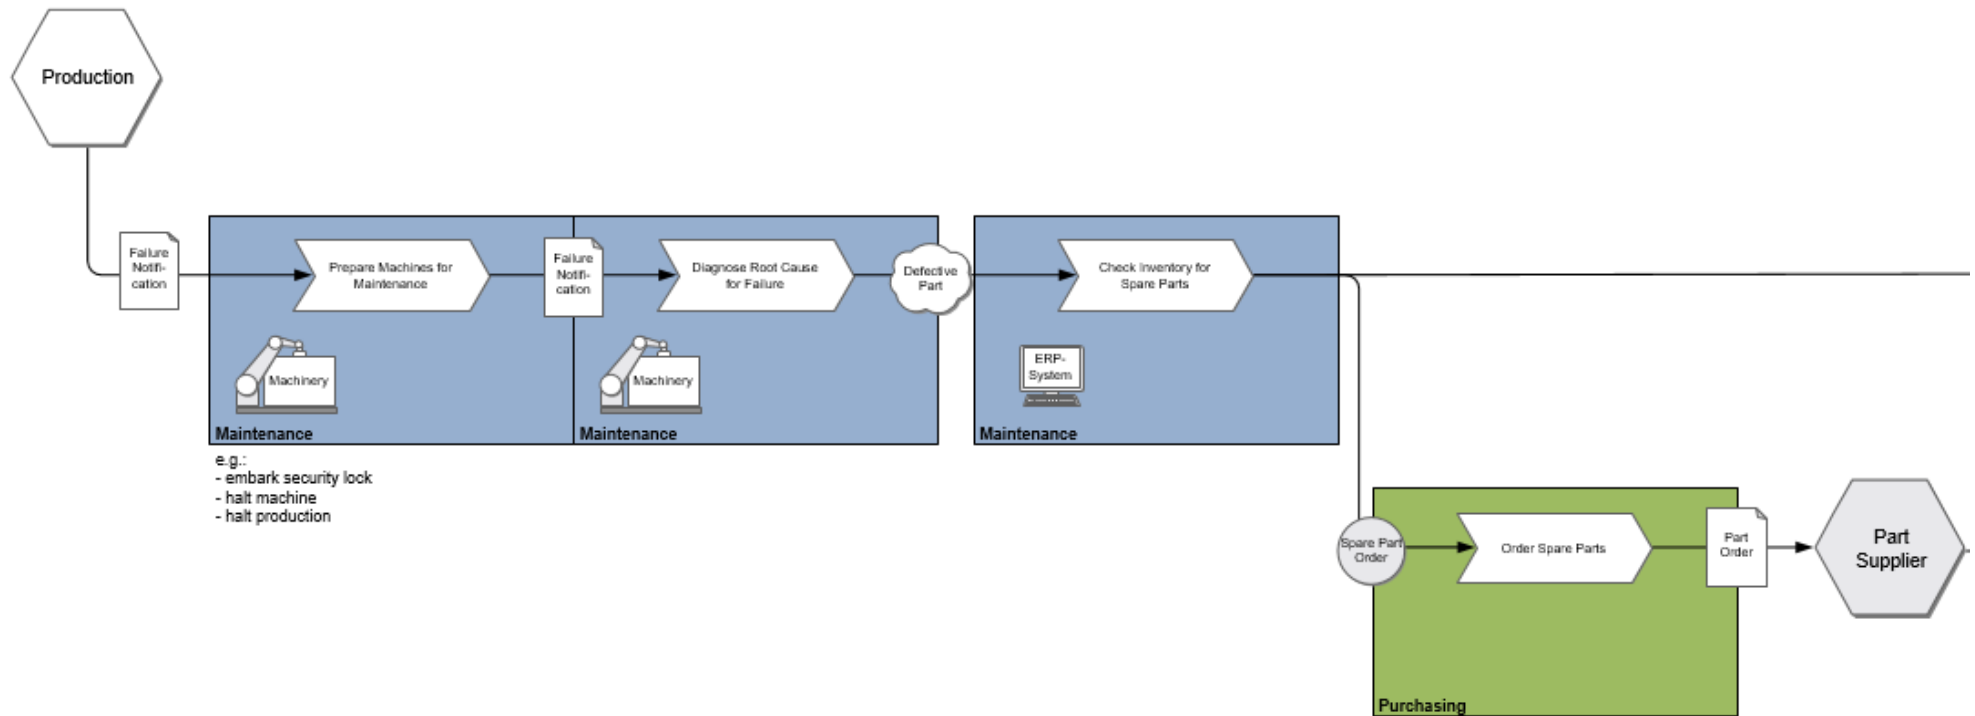 Production
Failure
Notifi-
cation
Prepare Machines for
Maintenance
Failure
Notifi-
cation
Diagnose Root Cause
for Failure
Defective
Part
Check Inventory for
Spare Parts
Machinery
Machinery
ERP-
System
Maintenance
Maintenance
Maintenance
e.g.:
- embark security lock
- halt machine
- halt production
Spare Part
Order
Order Spare Parts
Part
Order
Part
Supplier
Purchasing